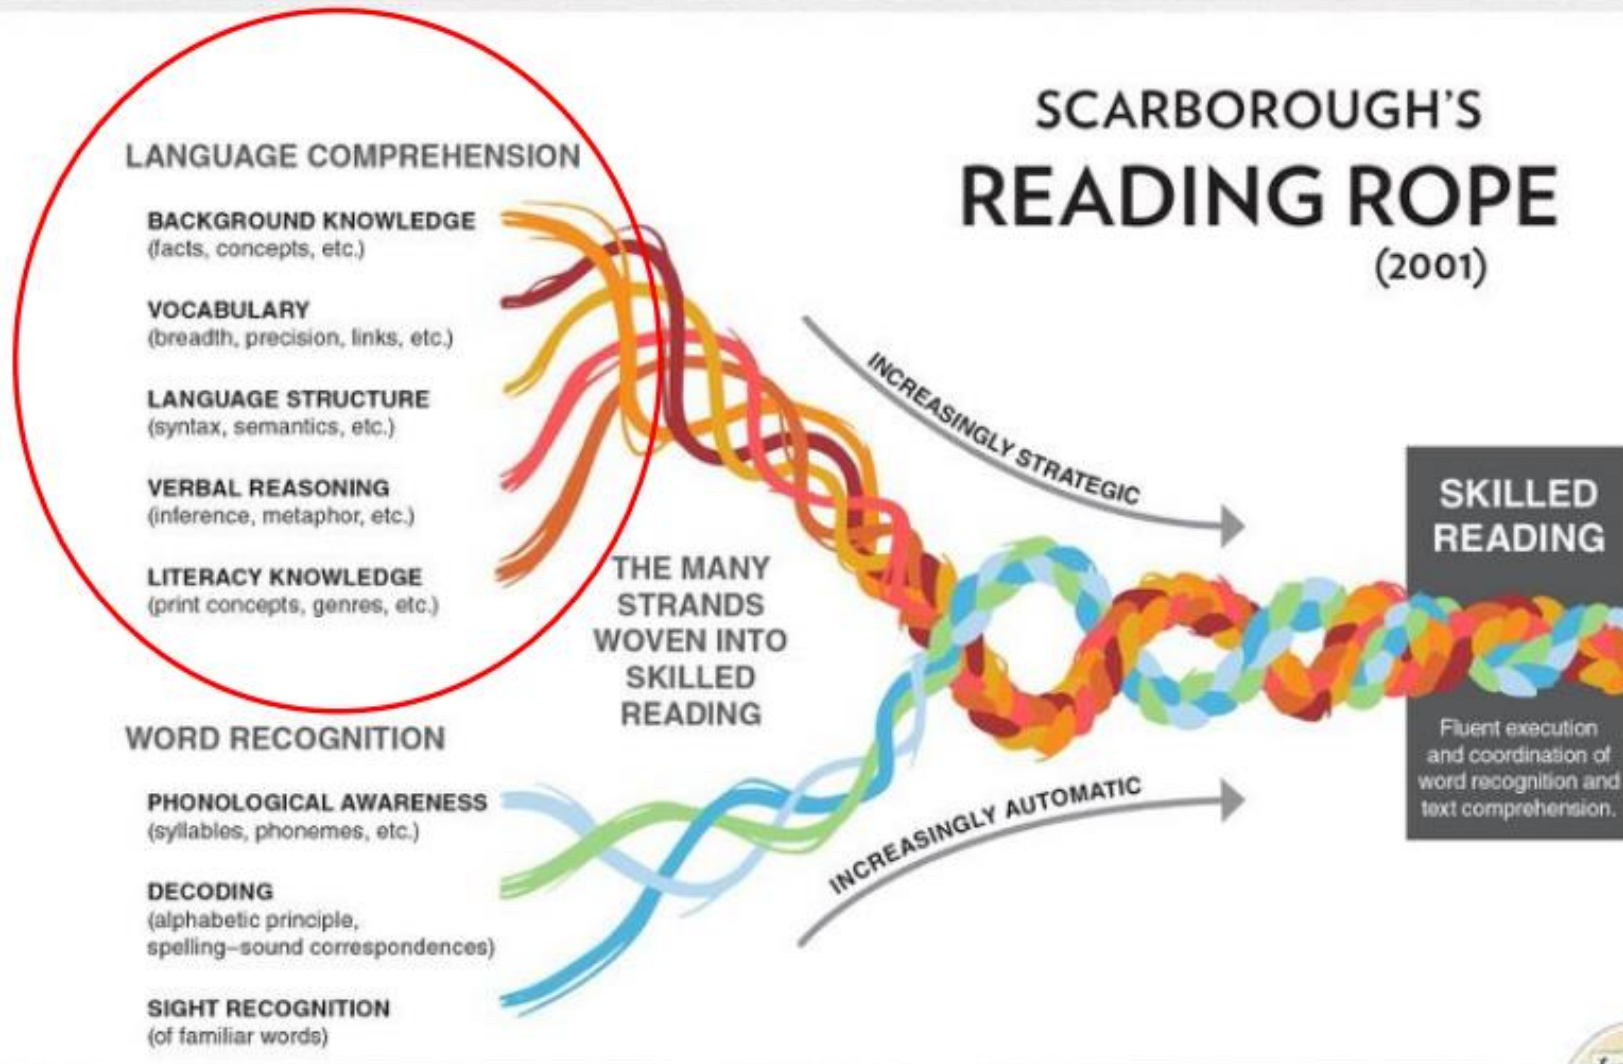 SCARBOROUGH'S
READING ROPE
(2001)
LANGUAGE COMPREHENSION
BACKGROUND KNOWLEDGE
(facts, concepts, etc.)
VOCABULARY
(breadth, precision, links, etc.)
LANGUAGE STRUCTURE
(syntax, semantics, etc.)
VERBAL REASONING
(inference, metaphor, etc.)
LITERACY KNOWLEDGE
(print concepts, genres, etc.)
THE MANY
STRANDS
WOVEN INTO
SKILLED
READING
WORD RECOGNITION
PHONOLOGICAL AWARENESS
(syllables, phonemes, etc.)
DECODING
(alphabetic principle,
spelling–sound correspondences)
SIGHT RECOGNITION
(of familiar words)
INCREASINGLY STRATEGIC
INCREASINGLY AUTOMATIC
SKILLED
READING
Fluent execution
and coordination of
word recognition and
text comprehension.